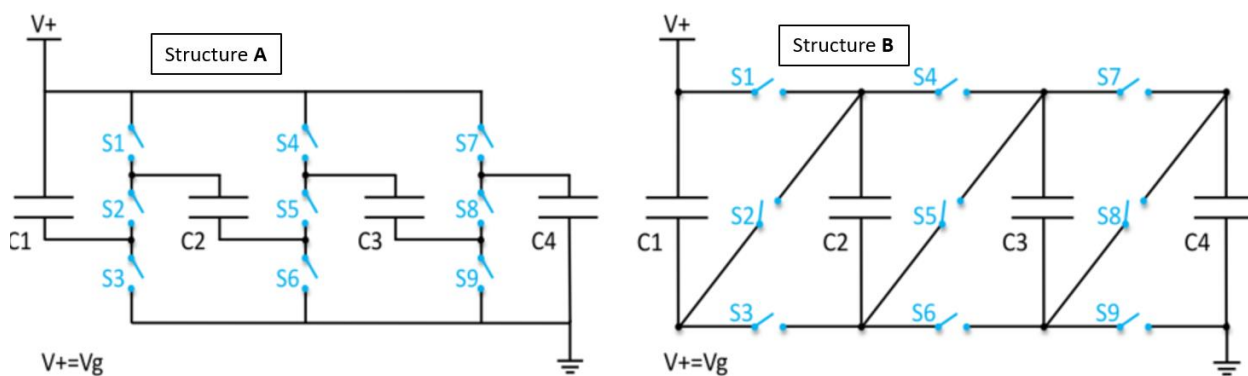 V+
Structure A
S1
S4
S7
S2
S5
S8
C1
C2
C3
C4
S3
S6
S9
V+=Vg
V+
Structure B
S1
S4
S7
S2
S5
S8
C1
C2
C3
C4
S3
S6
S9
V+=Vg